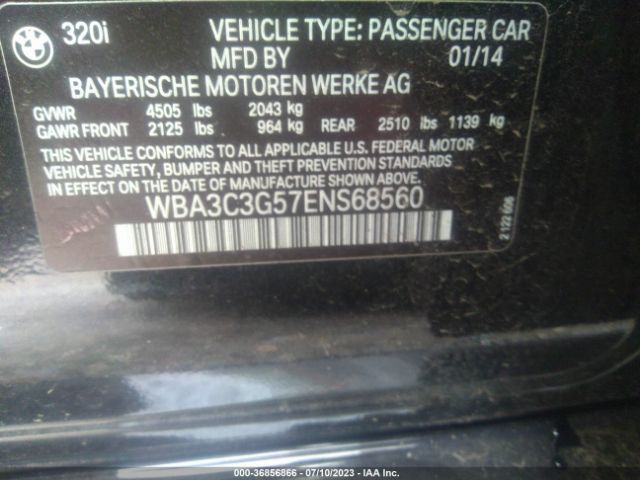 320i VEHICLE TYPE: PASSENGER CAR
MFD BY 01/14
BAYERISCHE MOTOREN WERKE AG
GVWR 4505 lbs 2043 kg
GAWR FRONT 2125 lbs 964 kg REAR 2510 lbs 1139 kg
THIS VEHICLE CONFORMS TO ALL APPLICABLE U.S. FEDERAL MOTOR
VEHICLE SAFETY, BUMPER AND THEFT PREVENTION STANDARDS
IN EFFECT ON THE DATE OF MANUFACTURE SHOWN ABOVE.
WBA3C3G57ENS68560
2 122 606
000-36856866 - 07/10/2023 - IAA Inc.